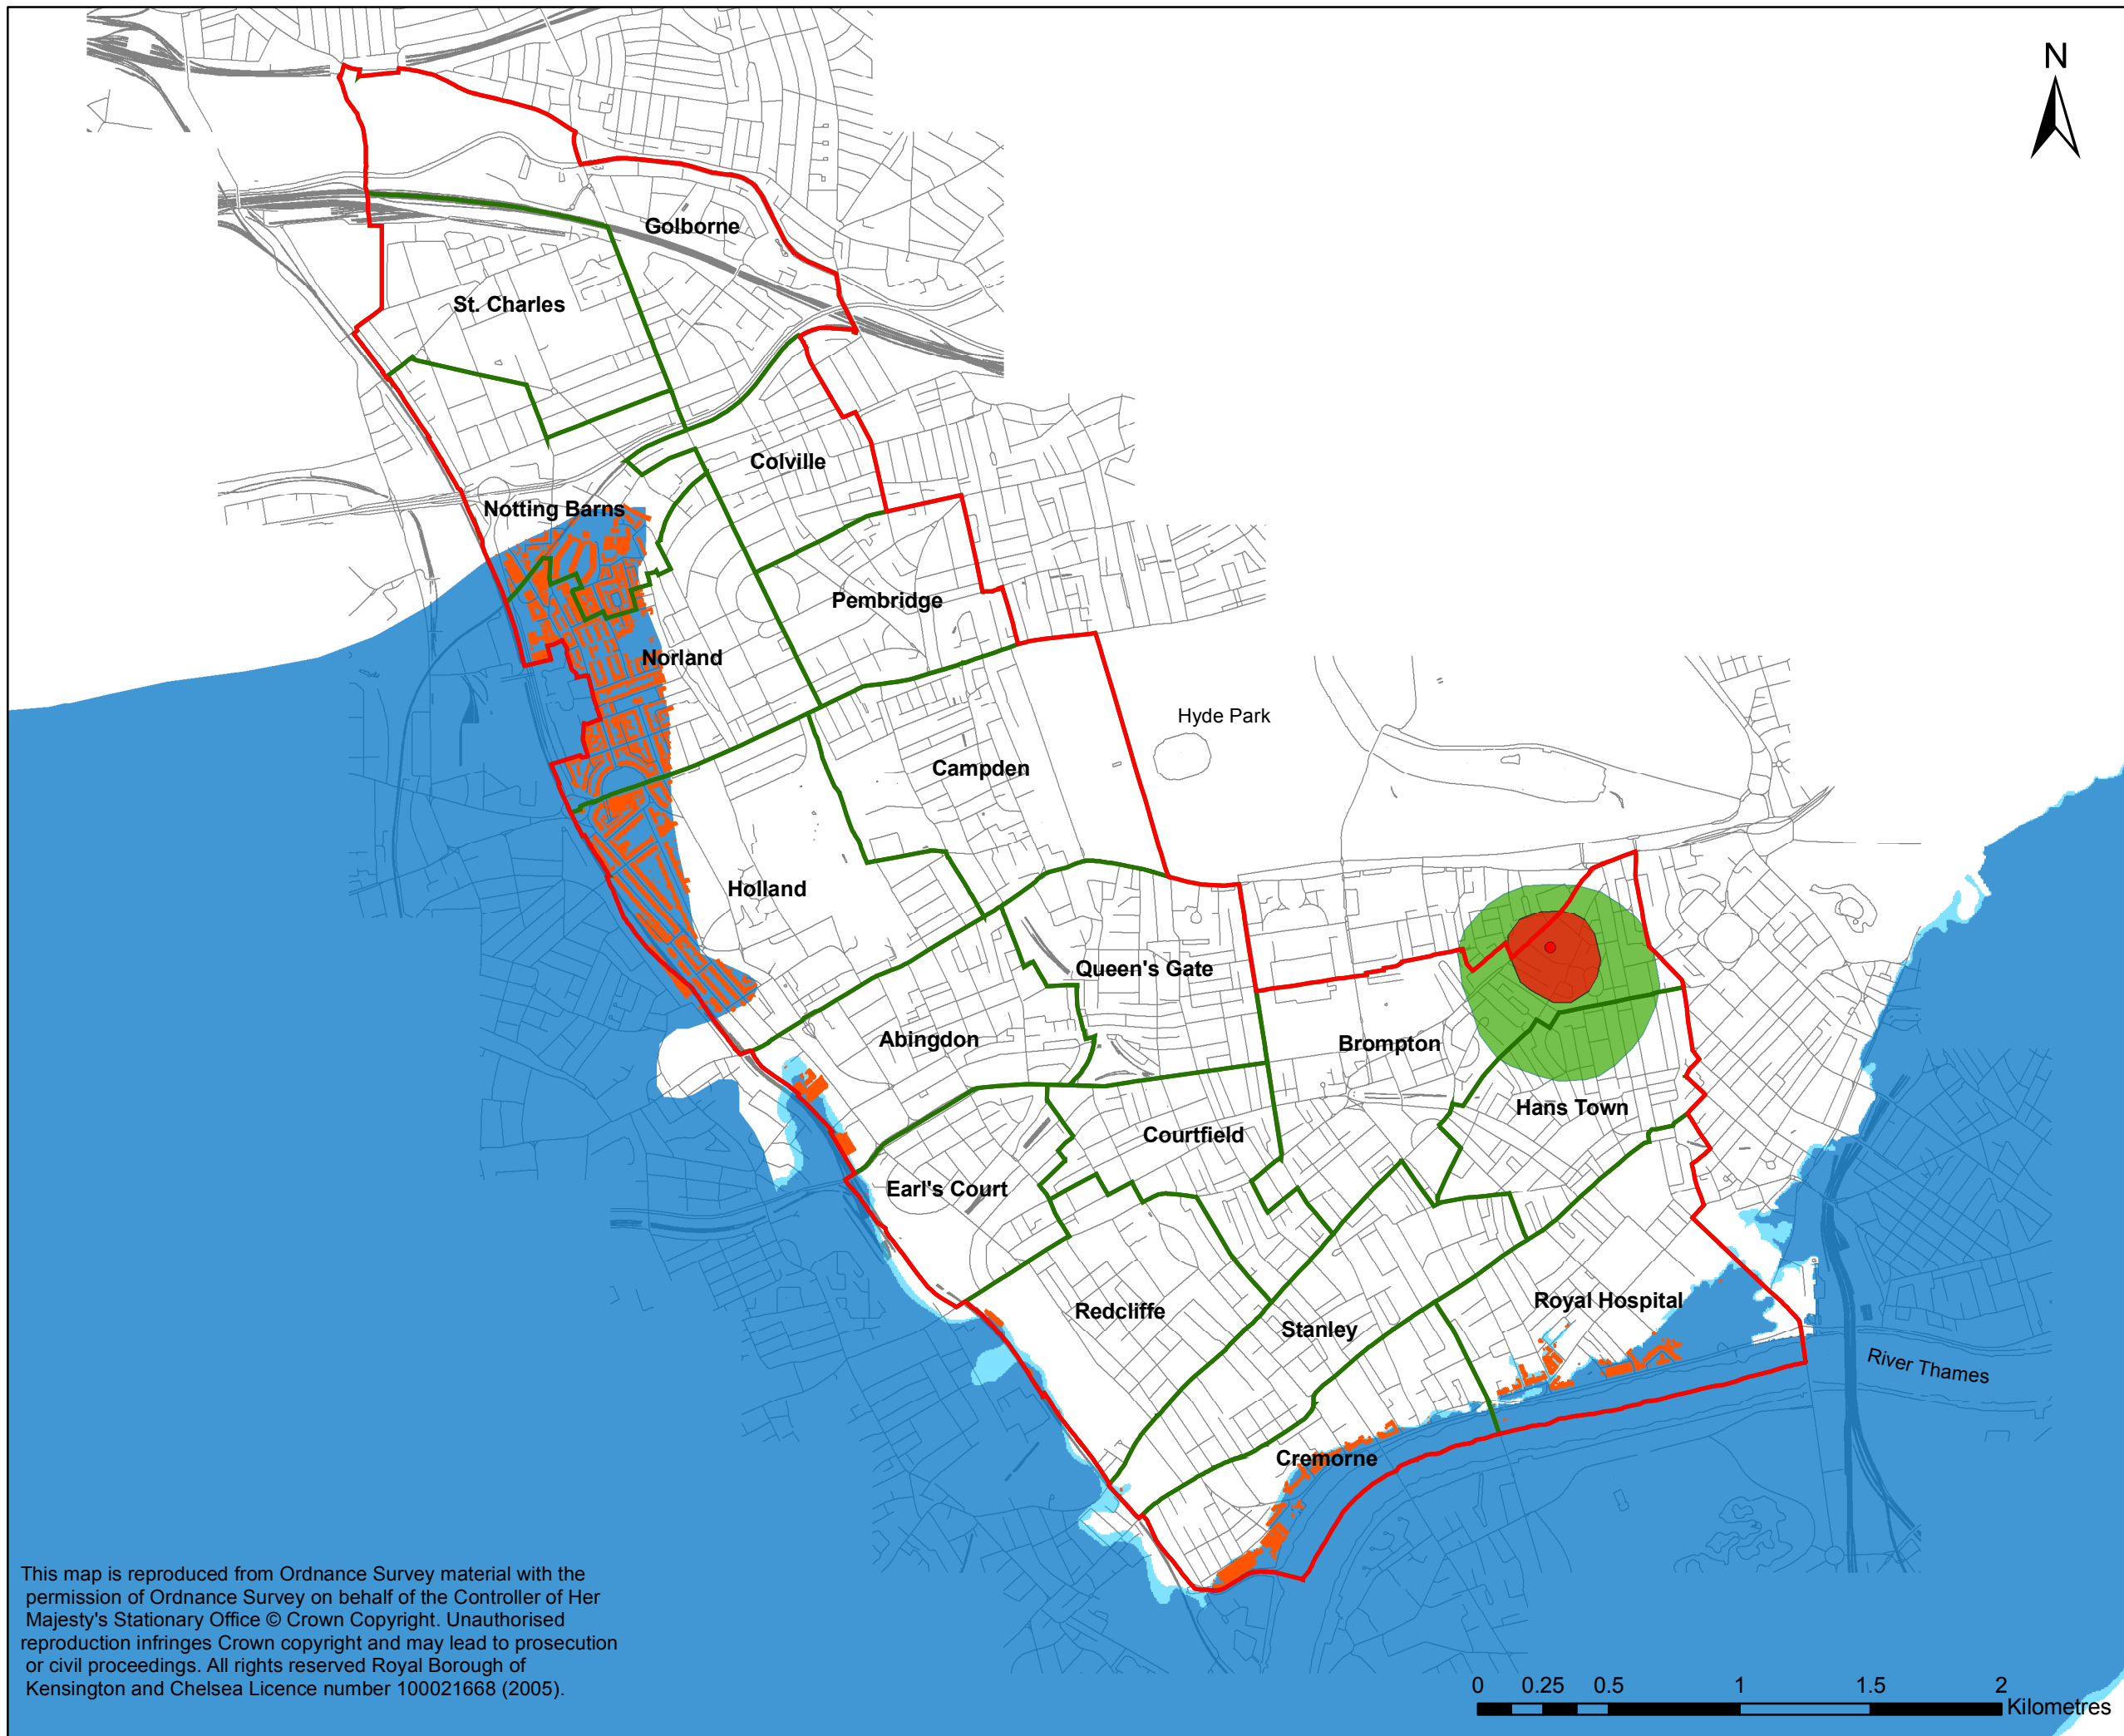 N
Golborne
St. Charles
Colville
Notting Barns
Pembridge
Norland
Hyde Park
Campden
Holland
Queen's Gate
Abingdon
Brompton
Hans Town
Courtfield
Earl's Court
Royal Hospital
Redcliffe
Stanley
River Thames
Cremorne
This map is reproduced from Ordnance Survey material with the
permission of Ordnance Survey on behalf of the Controller of Her
Majesty's Stationary Office © Crown Copyright. Unauthorised
reproduction infringes Crown copyright and may lead to prosecution
or civil proceedings. All rights reserved Royal Borough of
Kensington and Chelsea Licence number 100021668 (2005).
0 0.25 0.5 1 1.5 2
Kilometres